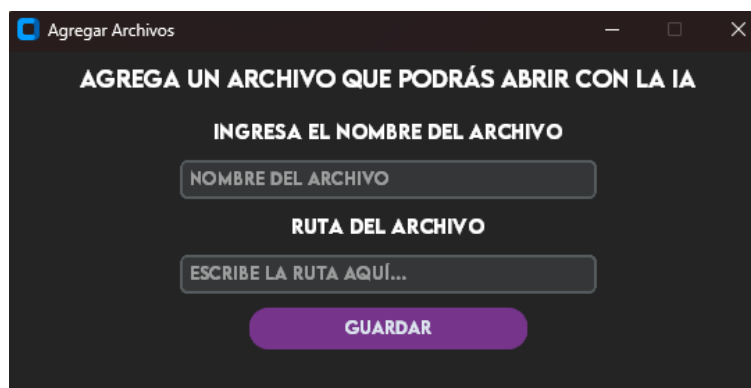 Agregar Archivos
AGREGA UN ARCHIVO QUE PODRÁS ABRIR CON LA IA
INGRESA EL NOMBRE DEL ARCHIVO
NOMBRE DEL ARCHIVO
RUTA DEL ARCHIVO
ESCRIBE LA RUTA AQUÍ...
GUARDAR